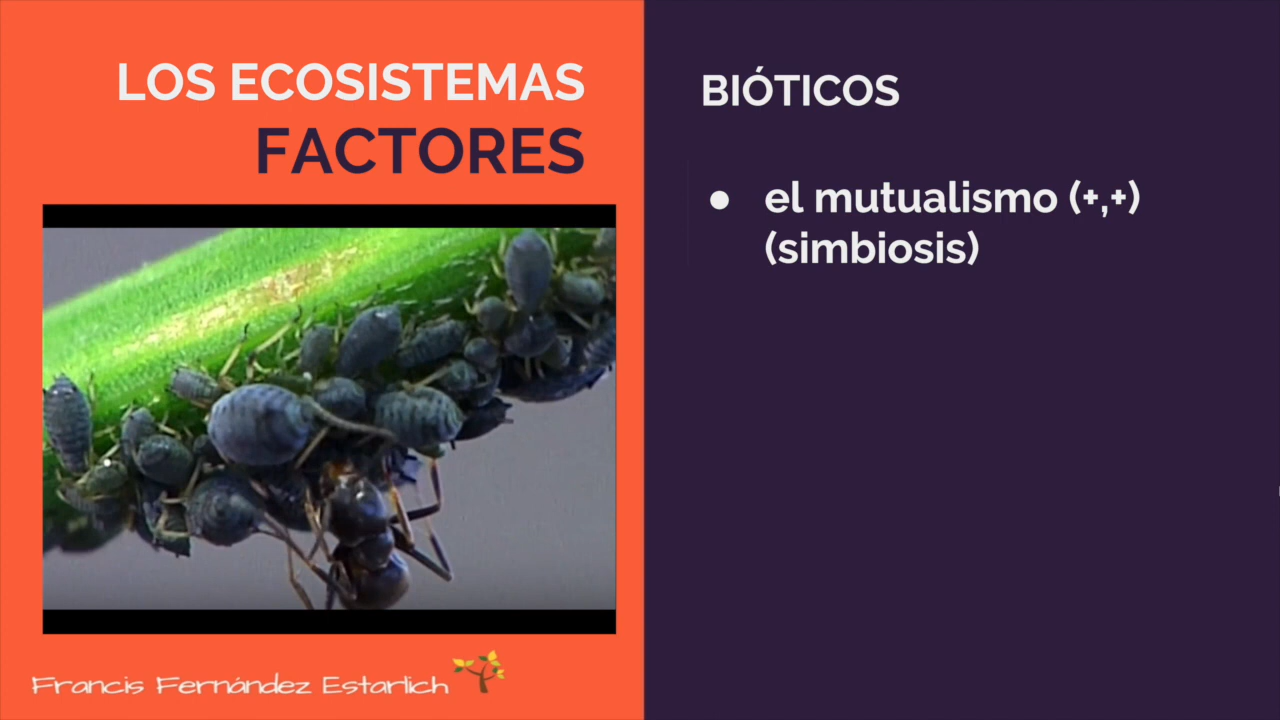 LOS ECOSISTEMAS
FACTORES
Francis Fernández Estarlich
BIÓTICOS
● el mutualismo (+,+)
(simbiosis)